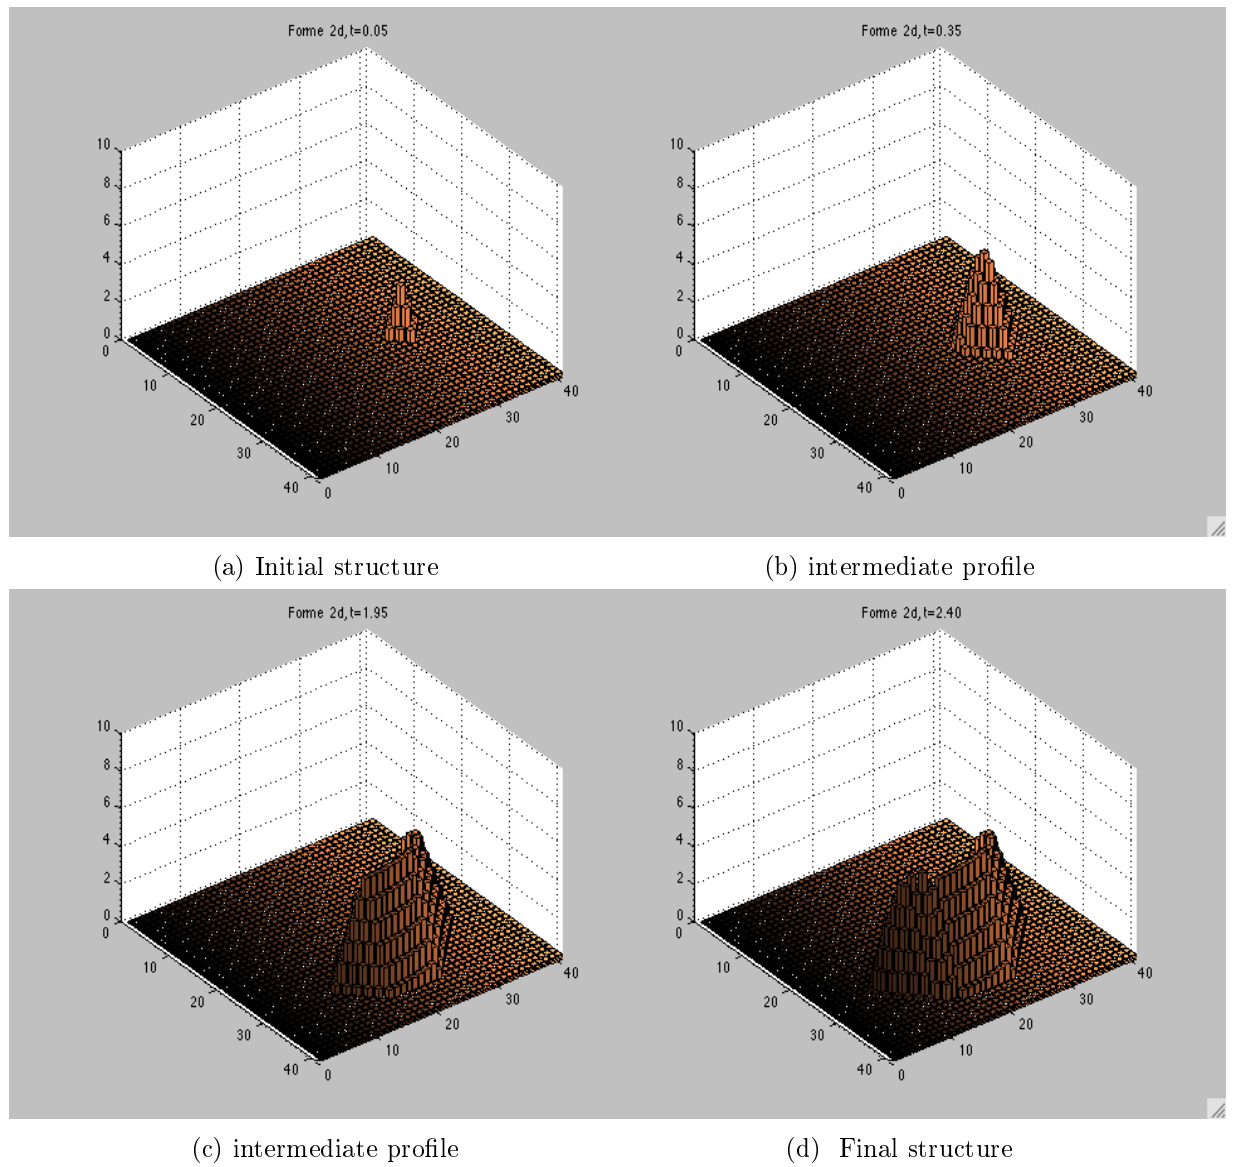 Forme 2d, t=0.05 Forme 2d, t=0.35
10 10
8 8
6 6
4 4
2 2
0 0
0 0
10 40 10 40
20 30 20 30
30 20 30 20
40 10 40 10
0 0
(a) Initial structure (b) intermediate profile
Forme 2d, t=1.95 Forme 2d, t=2.40
10 10
8 8
6 6
4 4
2 2
0 0
0 0
10 40 10 40
20 30 20 30
30 20 30 20
40 10 40 10
0 0
(c) intermediate profile (d) Final structure